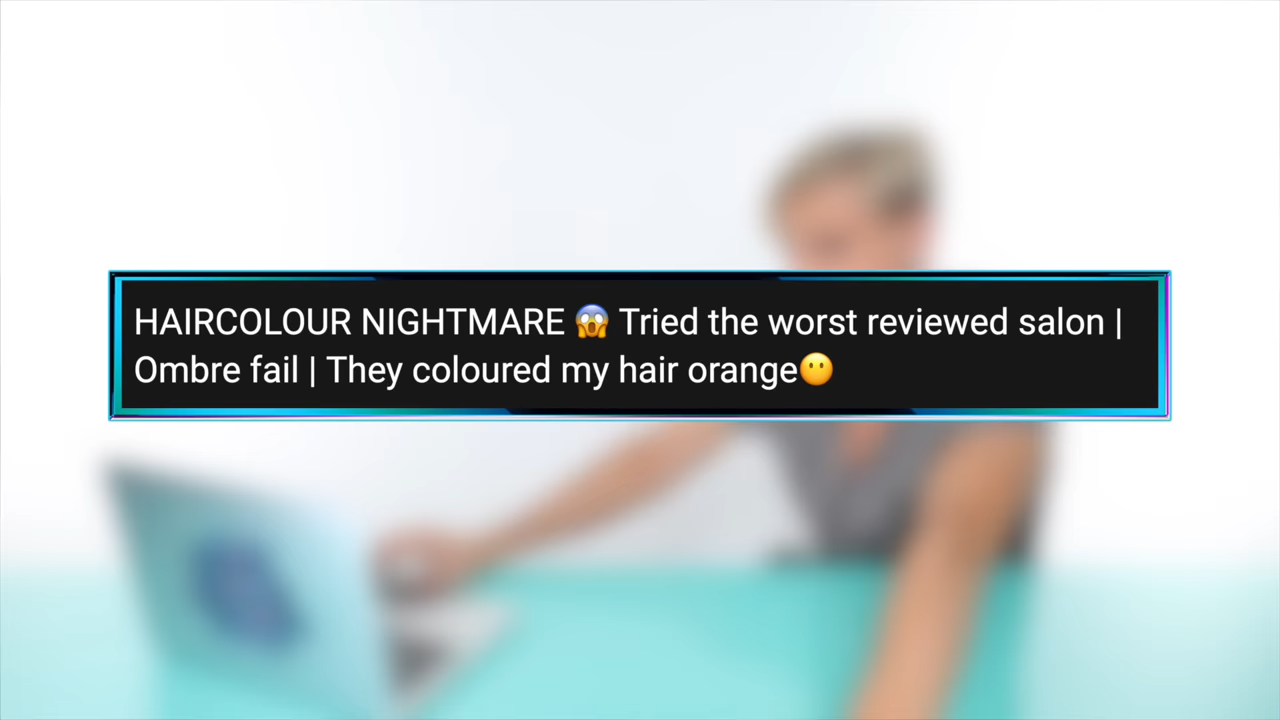 HAIRCOLOUR NIGHTMARE 😱 Tried the worst reviewed salon |
Ombre fail | They coloured my hair orange😶